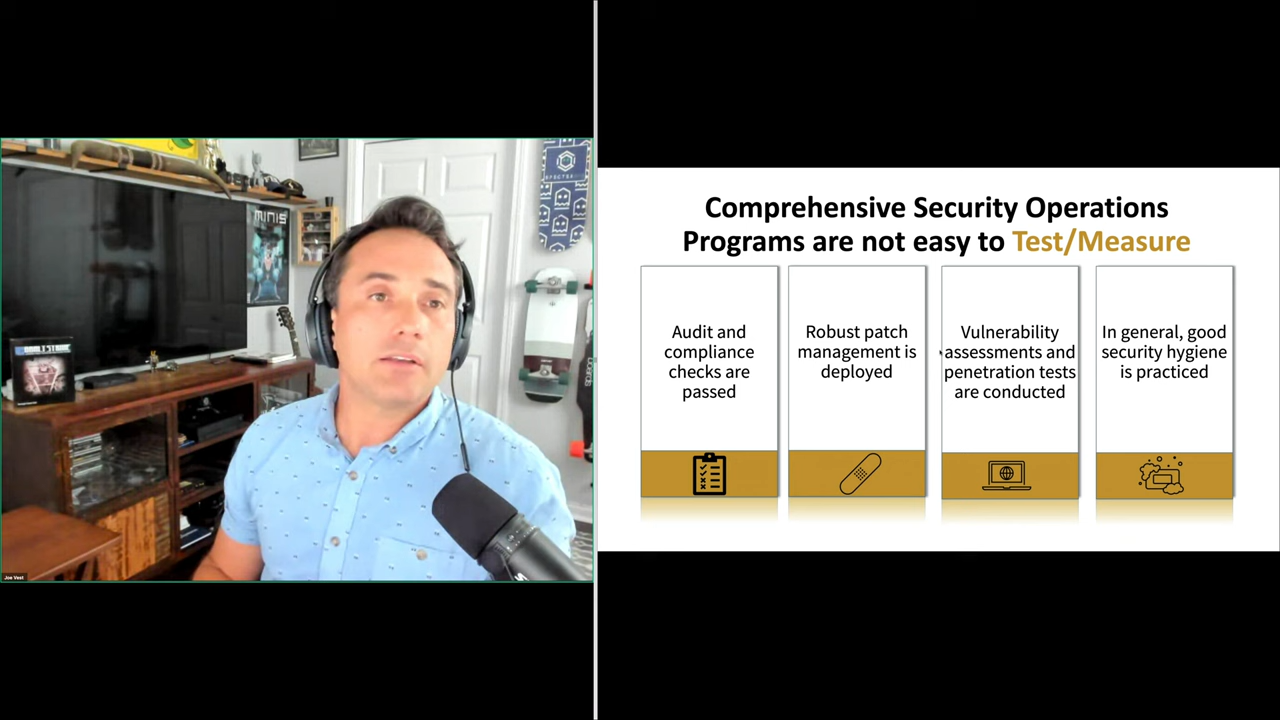 MINIS
Joe Vest
Comprehensive Security Operations
Programs are not easy to Test/Measure
Audit and
compliance
checks are
passed
Robust patch
management is
deployed
Vulnerability
assessments and
penetration tests
are conducted
In general, good
security hygiene
is practiced